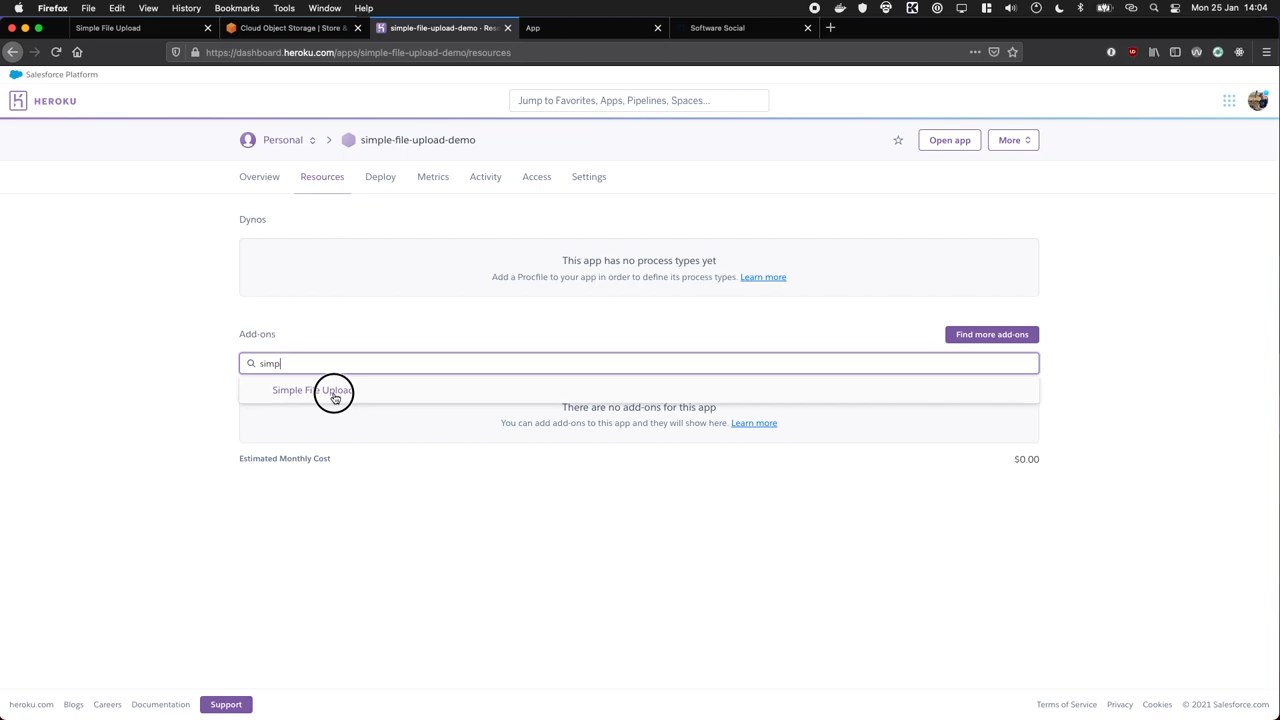 Firefox File Edit View History Bookmarks Tools Window Help Mon 25 Jan 14:04
Simple File Upload Cloud Object Storage | Store & simple-file-upload-demo · Res App Software Social
https://dashboard.heroku.com/apps/simple-file-upload-demo/resources
Salesforce Platform
HEROKU Jump to Favorites, Apps, Pipelines, Spaces...
Personal simple-file-upload-demo Open app More
Overview Resources Deploy Metrics Activity Access Settings
Dynos
This app has no process types yet
Add a Procfile to your app in order to define its process types. Learn more
Add-ons Find more add-ons
simp
Simple File Upload
There are no add-ons for this app
You can add add-ons to this app and they will show here. Learn more
Estimated Monthly Cost $0.00
heroku.com Blogs Careers Documentation Support Terms of Service Privacy Cookies © 2021 Salesforce.com